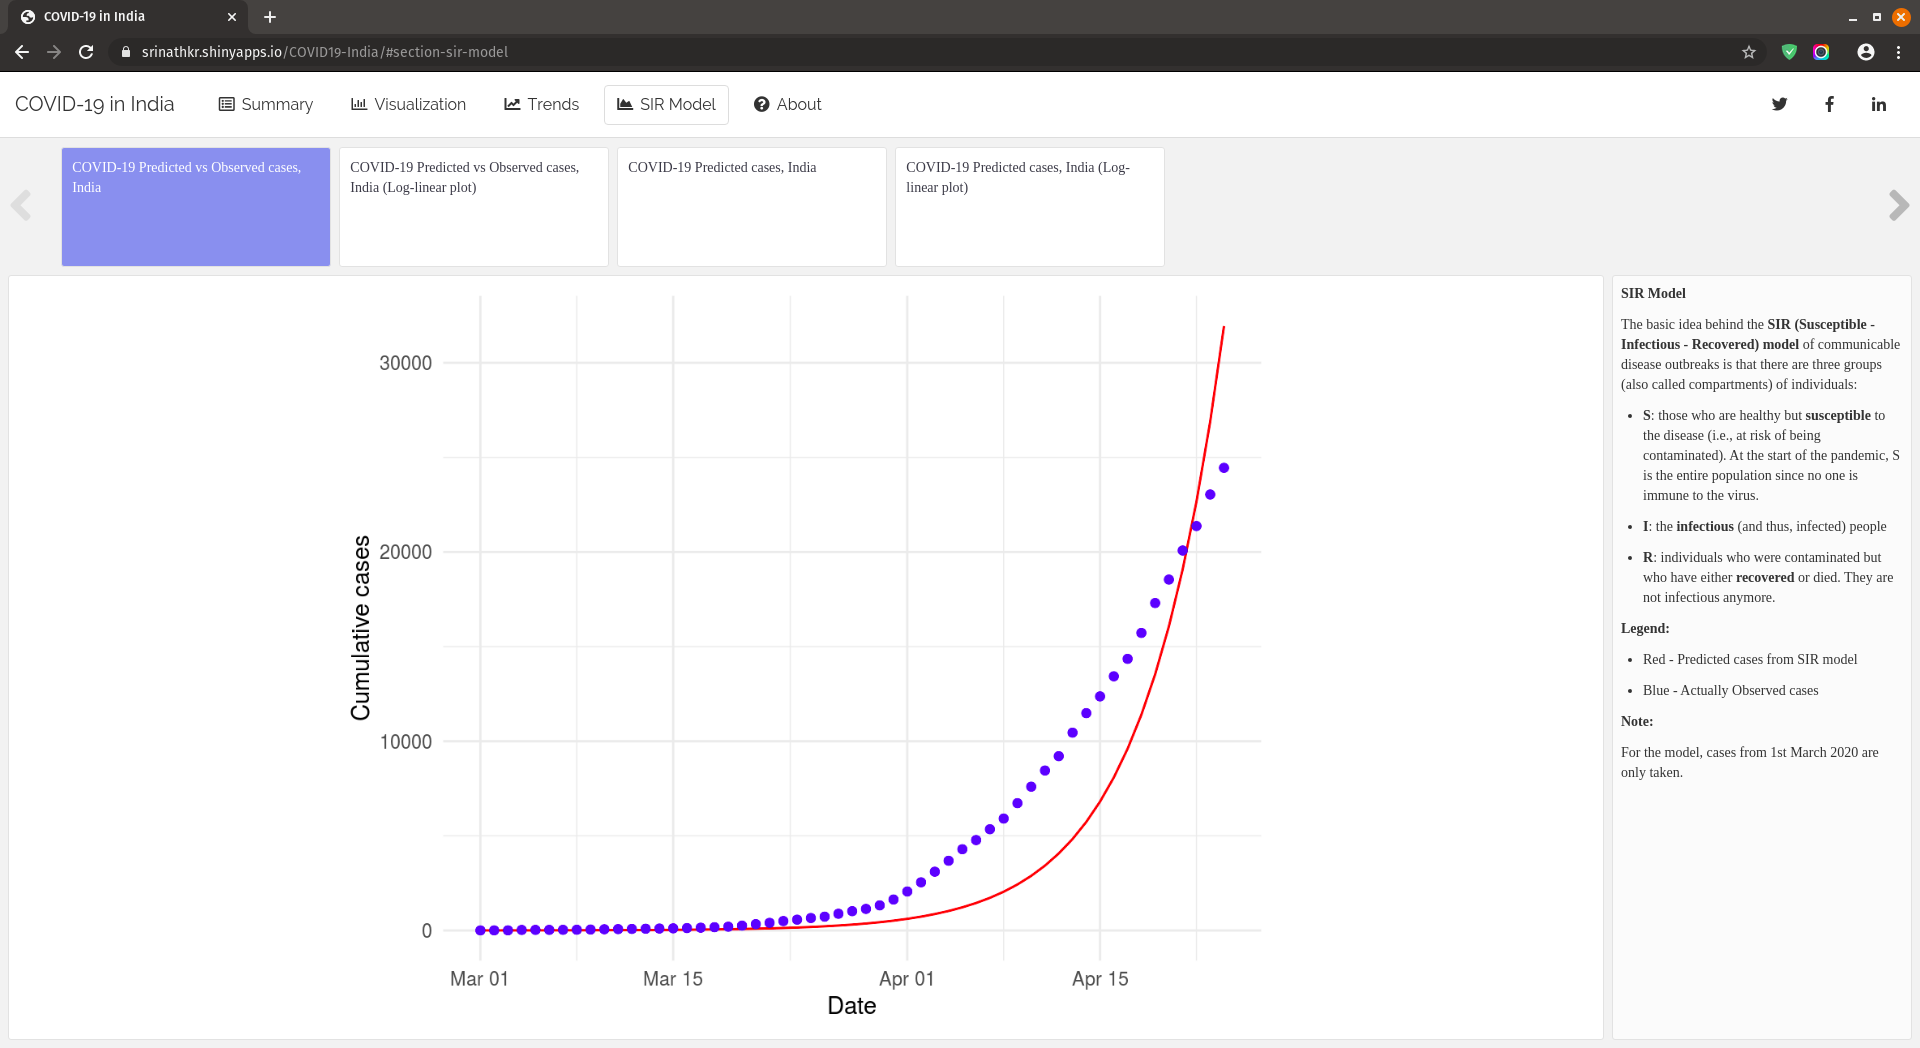 COVID-19 in India
srinathkr.shinyapps.io/COVID19-India/#section-sir-model
COVID-19 in India
Summary
Visualization
Trends
SIR Model
About
COVID-19 Predicted vs Observed cases,
India
COVID-19 Predicted vs Observed cases,
India (Log-linear plot)
COVID-19 Predicted cases, India
COVID-19 Predicted cases, India (Log-
linear plot)
Cumulative cases
30000
20000
10000
0
Mar 01
Mar 15
Apr 01
Apr 15
Date
SIR Model
The basic idea behind the SIR (Susceptible -
Infectious - Recovered) model of communicable
disease outbreaks is that there are three groups
(also called compartments) of individuals:
• S: those who are healthy but susceptible to
the disease (i.e., at risk of being
contaminated). At the start of the pandemic, S
is the entire population since no one is
immune to the virus.
• I: the infectious (and thus, infected) people
• R: individuals who were contaminated but
who have either recovered or died. They are
not infectious anymore.
Legend:
• Red - Predicted cases from SIR model
• Blue - Actually Observed cases
Note:
For the model, cases from 1st March 2020 are
only taken.